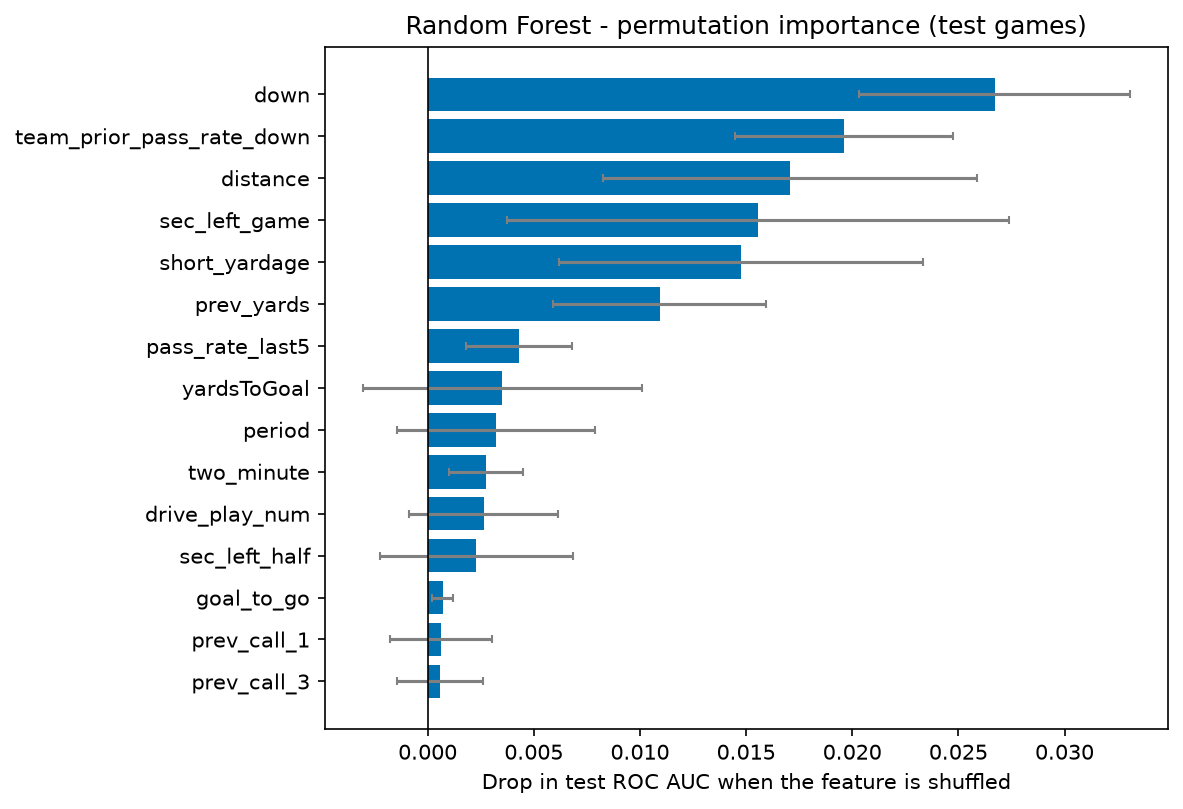 Random Forest - permutation importance (test games)
down
team_prior_pass_rate_down
distance
sec_left_game
short_yardage
prev_yards
pass_rate_last5
yardsToGoal
period
two_minute
drive_play_num
sec_left_half
goal_to_go
prev_call_1
prev_call_3
0.000 0.005 0.010 0.015 0.020 0.025 0.030
Drop in test ROC AUC when the feature is shuffled